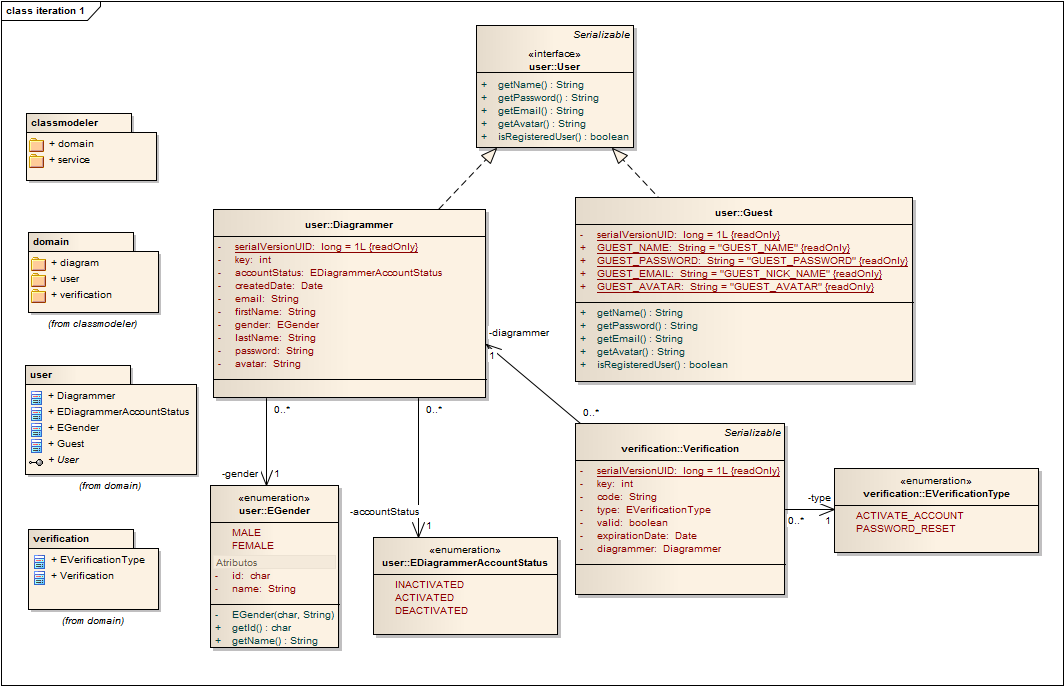 class iteration 1
Serializable
«interface»
user::User
+ getName() : String
+ getPassword() : String
+ getEmail() : String
+ getAvatar() : String
+ isRegisteredUser() : boolean
classmodeler
+ domain
+ service
domain
+ diagram
+ user
+ verification
(from classmodeler)
user
+ Diagrammer
+ EDiagrammerAccountStatus
+ EGender
+ Guest
+ User
(from domain)
verification
+ EVerificationType
+ Verification
(from domain)
user::Diagrammer
- serialVersionUID: long = 1L {readOnly}
- key: int
- accountStatus: EDiagrammerAccountStatus
- createdDate: Date
- email: String
- firstName: String
- gender: EGender
- lastName: String
- password: String
- avatar: String
user::Guest
- serialVersionUID: long = 1L {readOnly}
+ GUEST_NAME: String = "GUEST_NAME" {readOnly}
+ GUEST_PASSWORD: String = "GUEST_PASSWORD" {readOnly}
+ GUEST_EMAIL: String = "GUEST_NICK_NAME" {readOnly}
+ GUEST_AVATAR: String = "GUEST_AVATAR" {readOnly}
+ getName() : String
+ getPassword() : String
+ getEmail() : String
+ getAvatar() : String
+ isRegisteredUser() : boolean
-diagrammer
1
0..*
0..*
0..*
-gender
1
-accountStatus
1
«enumeration»
user::EGender
MALE
FEMALE
Atributos
- id: char
- name: String
- EGender(char, String)
+ getId() : char
+ getName() : String
«enumeration»
user::EDiagrammerAccountStatus
INACTIVATED
ACTIVATED
DEACTIVATED
Serializable
verification::Verification
- serialVersionUID: long = 1L {readOnly}
- key: int
- code: String
- type: EVerificationType
- valid: boolean
- expirationDate: Date
- diagrammer: Diagrammer
-type
0..*
1
«enumeration»
verification::EVerificationType
ACTIVATE_ACCOUNT
PASSWORD_RESET